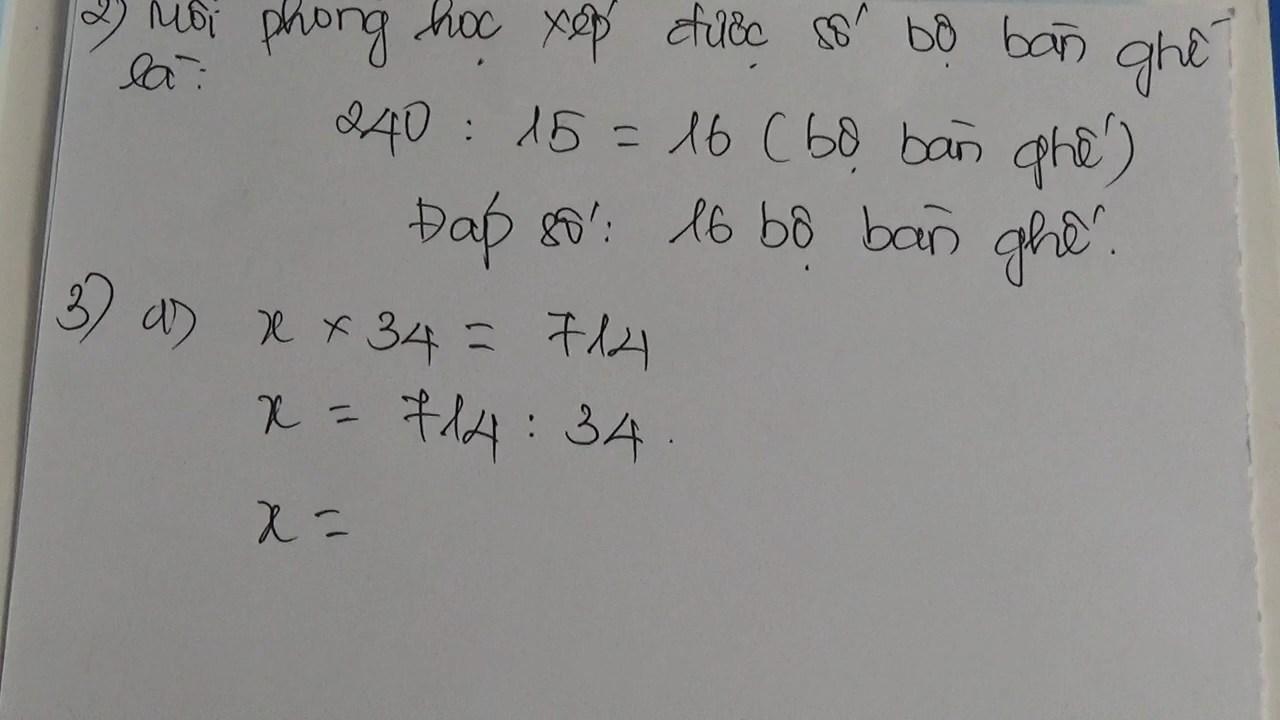 2) Mỗi phòng học xếp được số bộ bàn ghế
là:
240 : 15 = 16 (bộ bàn ghế)
Đáp số: 16 bộ bàn ghế.
3) a) x × 34 = 714
x = 714 : 34.
x =